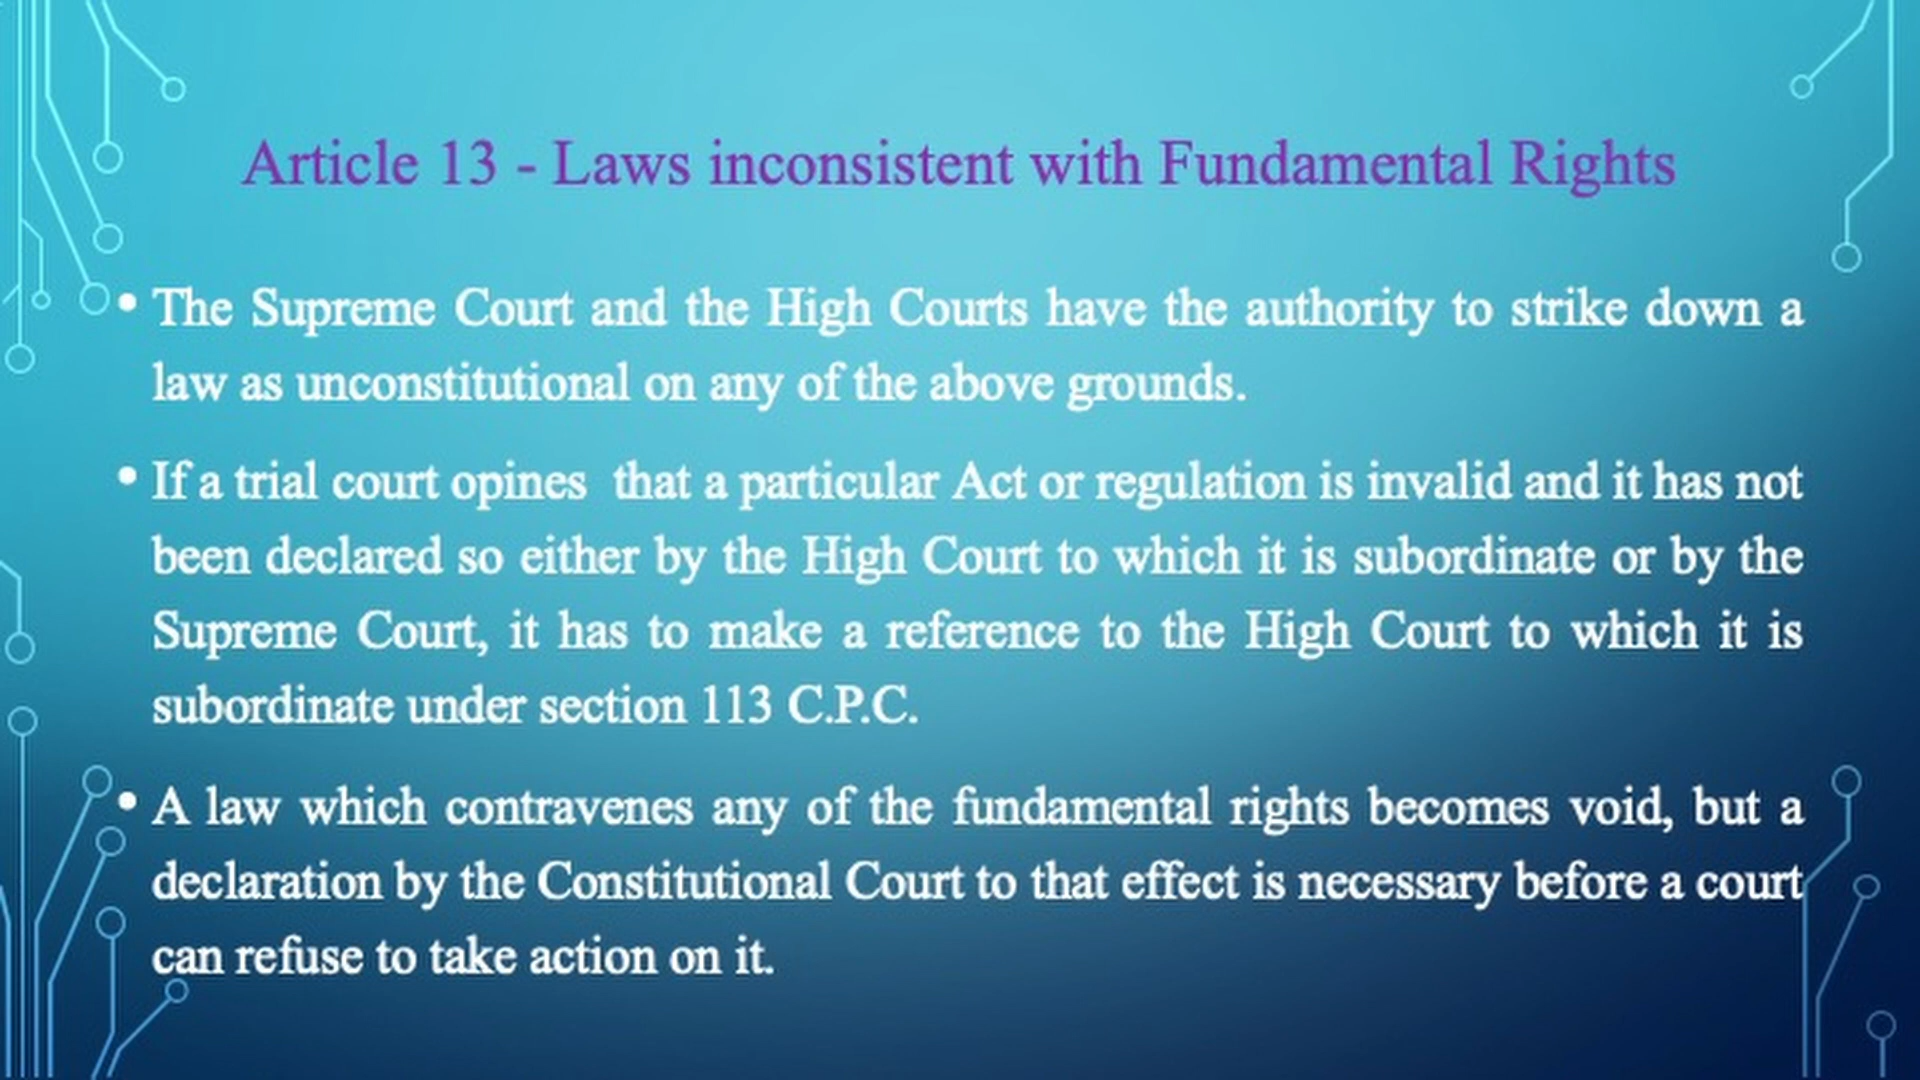 Article 13 - Laws inconsistent with Fundamental Rights
• The Supreme Court and the High Courts have the authority to strike down a
law as unconstitutional on any of the above grounds.
• If a trial court opines  that a particular Act or regulation is invalid and it has not
been declared so either by the High Court to which it is subordinate or by the
Supreme Court, it has to make a reference to the High Court to which it is
subordinate under section 113 C.P.C.
• A law which contravenes any of the fundamental rights becomes void, but a
declaration by the Constitutional Court to that effect is necessary before a court
can refuse to take action on it.